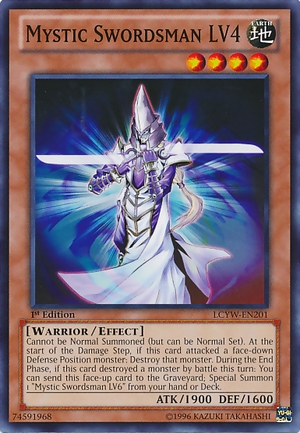 MYSTIC SWORDSMAN LV4
EARTH
地
1st Edition
LCYW-EN201
[WARRIOR / EFFECT]
Cannot be Normal Summoned (but can be Normal Set). At the
start of the Damage Step, if this card attacked a face-down
Defense Position monster: Destroy that monster. During the End
Phase, if this card destroyed a monster by battle this turn: You
can send this face-up card to the Graveyard; Special Summon
1 "Mystic Swordsman LV6" from your hand or Deck.
ATK/1900 DEF/1600
74591968
©1996 KAZUKI TAKAHASHI